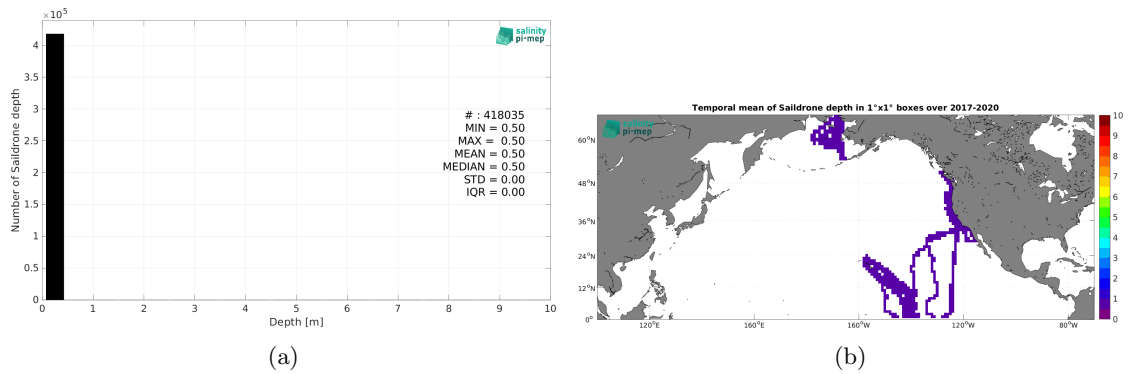 ×10⁵
4
3.5
3
2.5
2
1.5
1
0.5
0
Number of Saildrone depth
salinity
pi-mep
# : 418035
MIN = 0.50
MAX = 0.50
MEAN = 0.50
MEDIAN = 0.50
STD = 0.00
IQR = 0.00
0 1 2 3 4 5 6 7 8 9 10
Depth [m]
(a)
Temporal mean of Saildrone depth in 1°x1° boxes over 2017-2020
salinity
pi-mep
60°N
48°N
36°N
24°N
12°N
0°
120°E 160°E 160°W 120°W 80°W
10
9
8
7
6
5
4
3
2
1
0
(b)